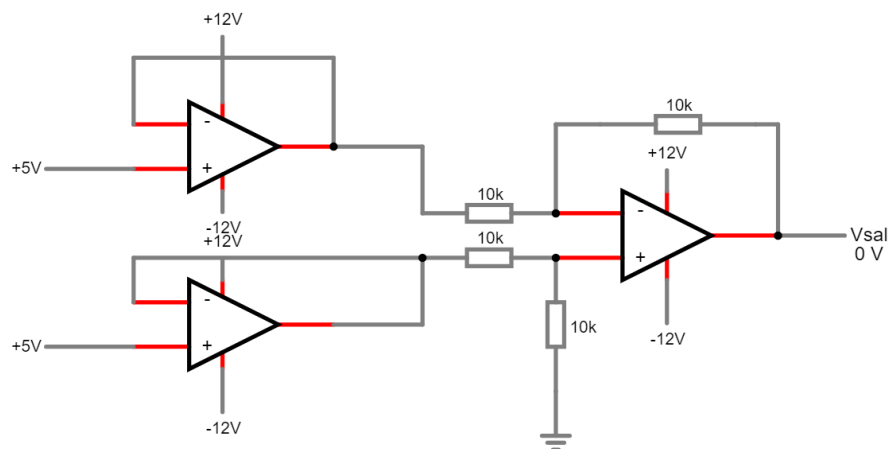 +12V
-
+
+5V
-12V
+12V
-
+
+5V
-12V
10k
10k
10k
10k
+12V
-
+
-12V
Vsal
0 V